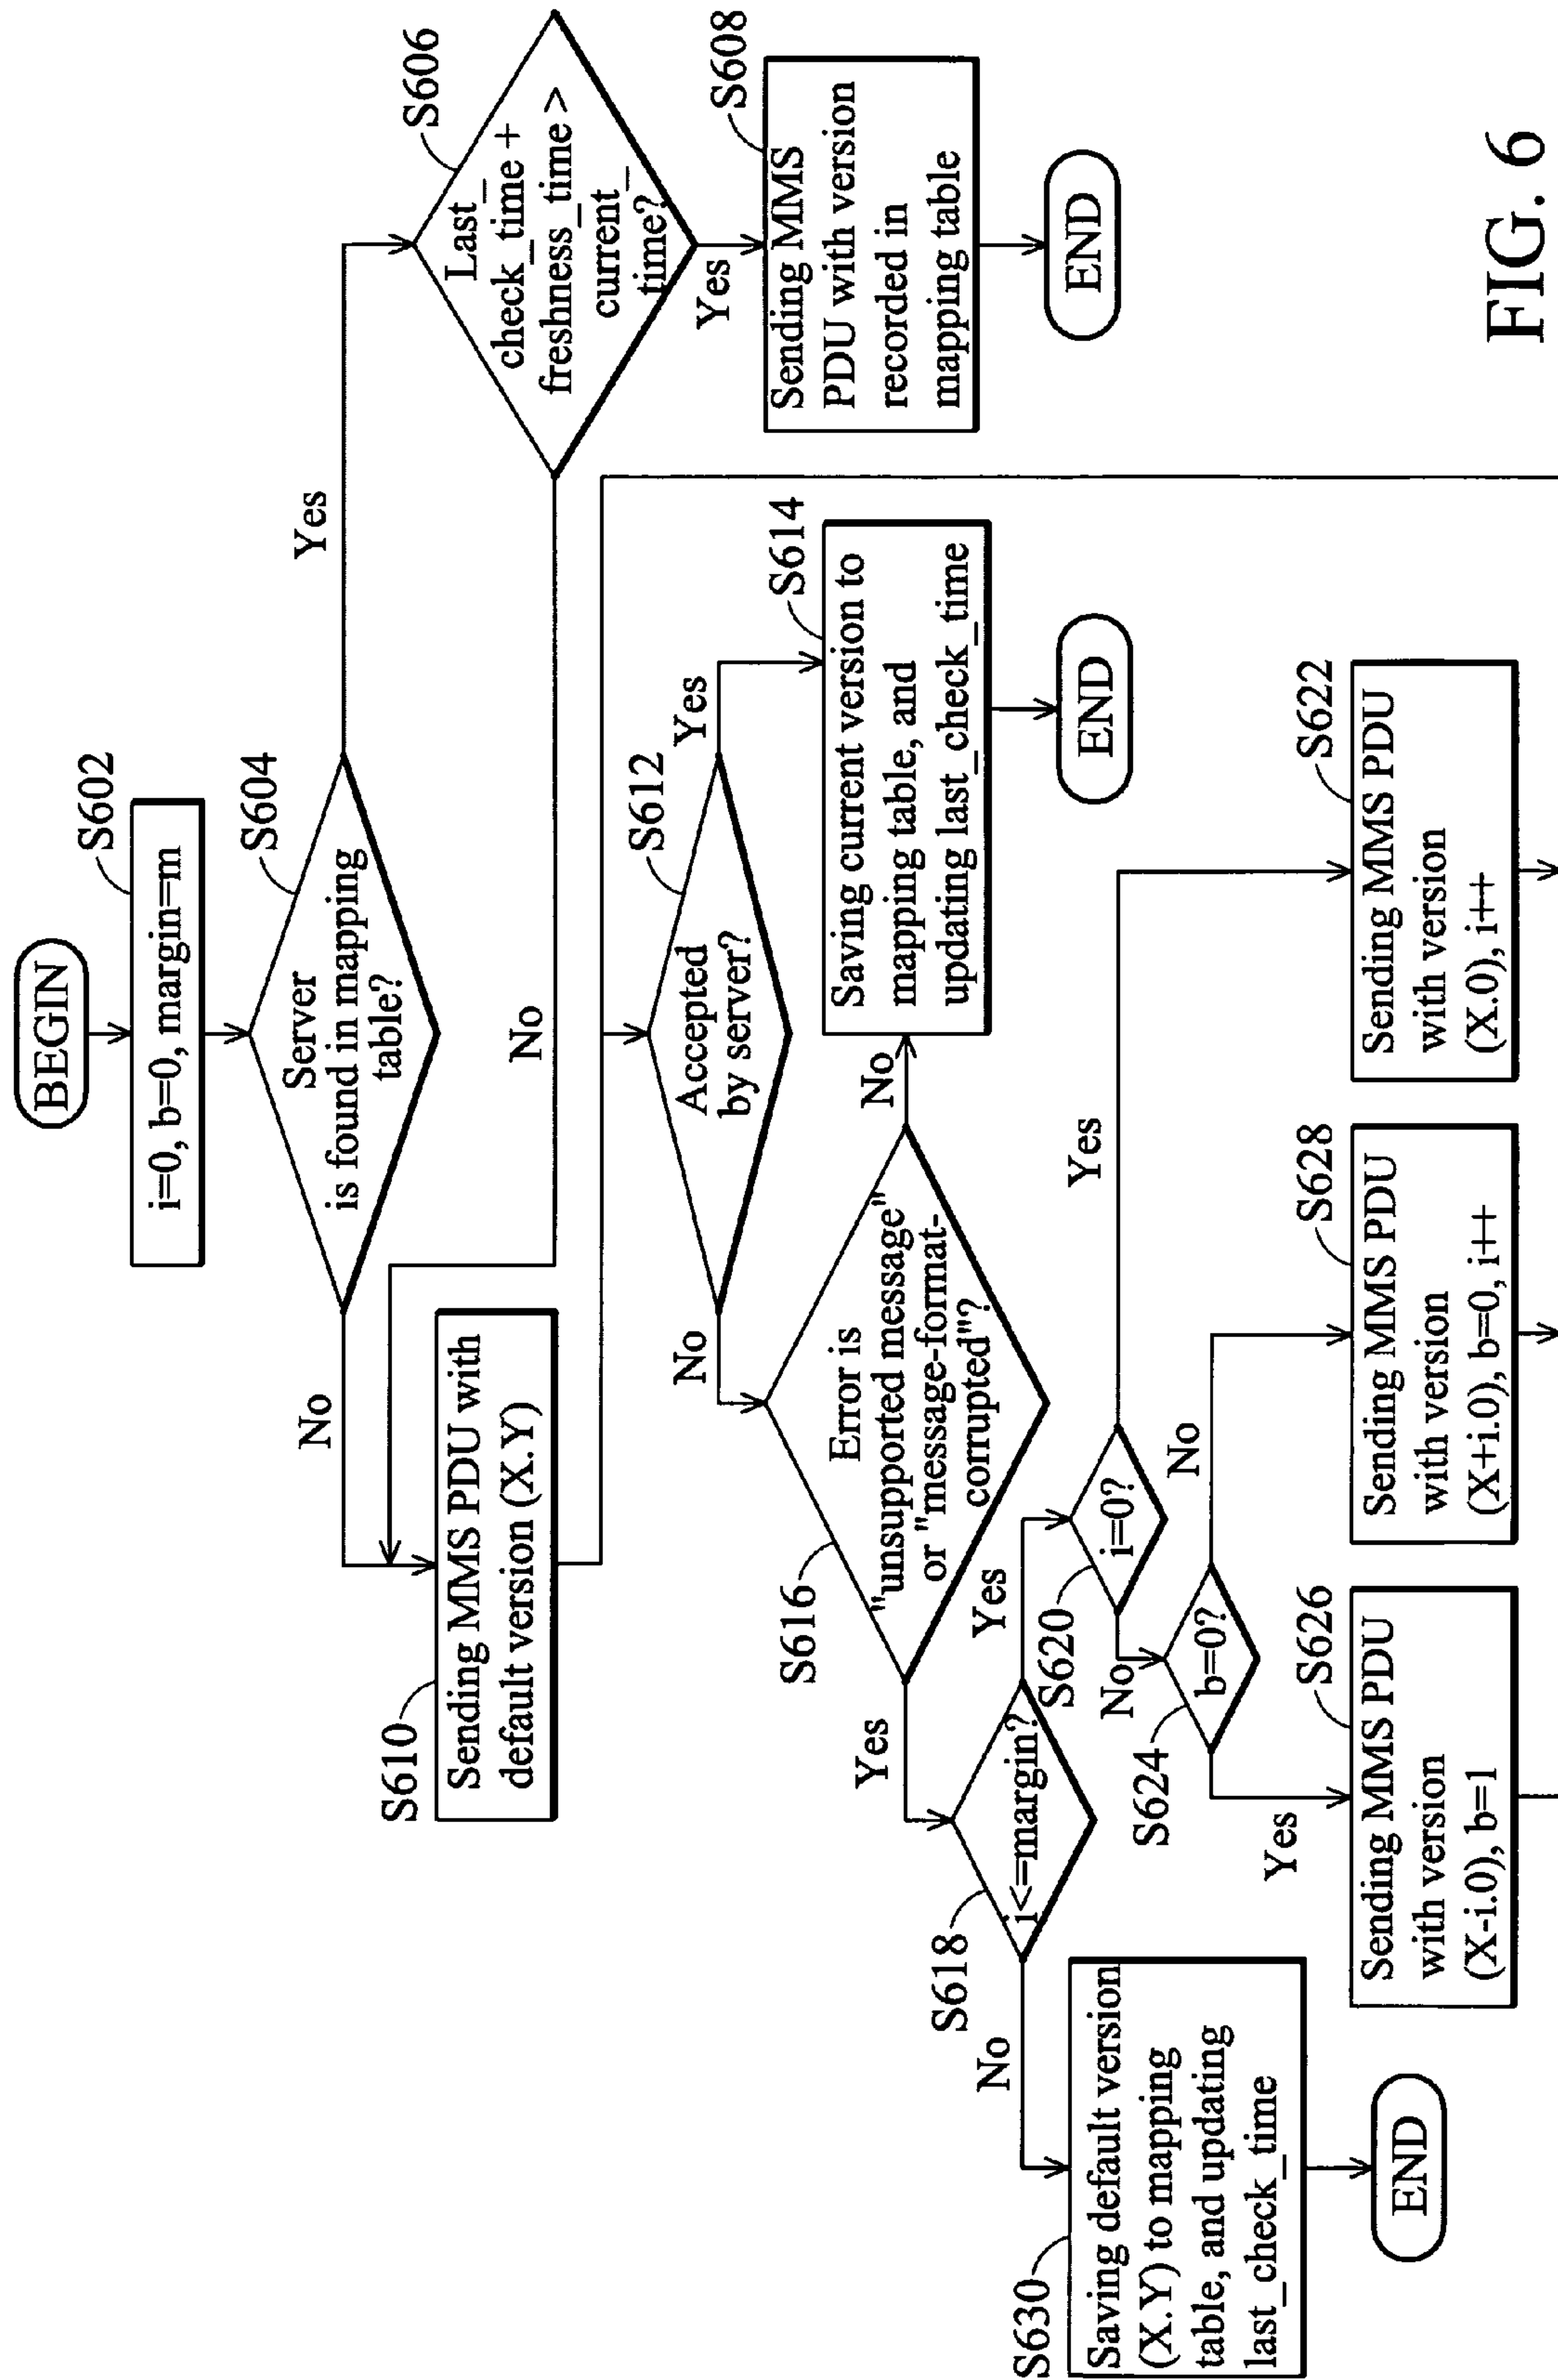 BEGIN
S602
i=0, b=0, margin=m
S604
Server
is found in mapping
table?
Yes
No
S606
Last_
check_time +
freshness_time >
current_
time?
Yes
No
S608
Sending MMS
PDU with version
recorded in
mapping table
END
S610
Sending MMS PDU with
default version (X.Y)
S612
Accepted
by server?
Yes
No
S614
Saving current version to
mapping table, and
updating last_check_time
END
S616
Error is
"unsupported message"
or "message-format-
corrupted"?
No
Yes
S618
i<=margin?
Yes
No
S620
i=0?
Yes
No
S622
Sending MMS PDU
with version
(X.0), i++
S624
b=0?
No
Yes
S628
Sending MMS PDU
with version
(X+i.0), b=0, i++
S626
Sending MMS PDU
with version
(X-i.0), b=1
S630
Saving default version
(X.Y) to mapping
table, and updating
last_check_time
END
FIG. 6